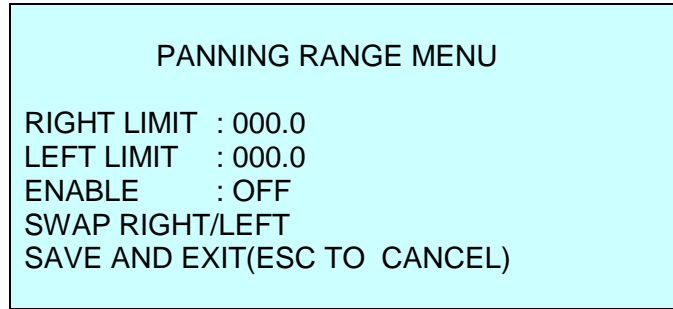 PANNING RANGE MENU
RIGHT LIMIT : 000.0
LEFT LIMIT : 000.0
ENABLE : OFF
SWAP RIGHT/LEFT
SAVE AND EXIT(ESC TO CANCEL)